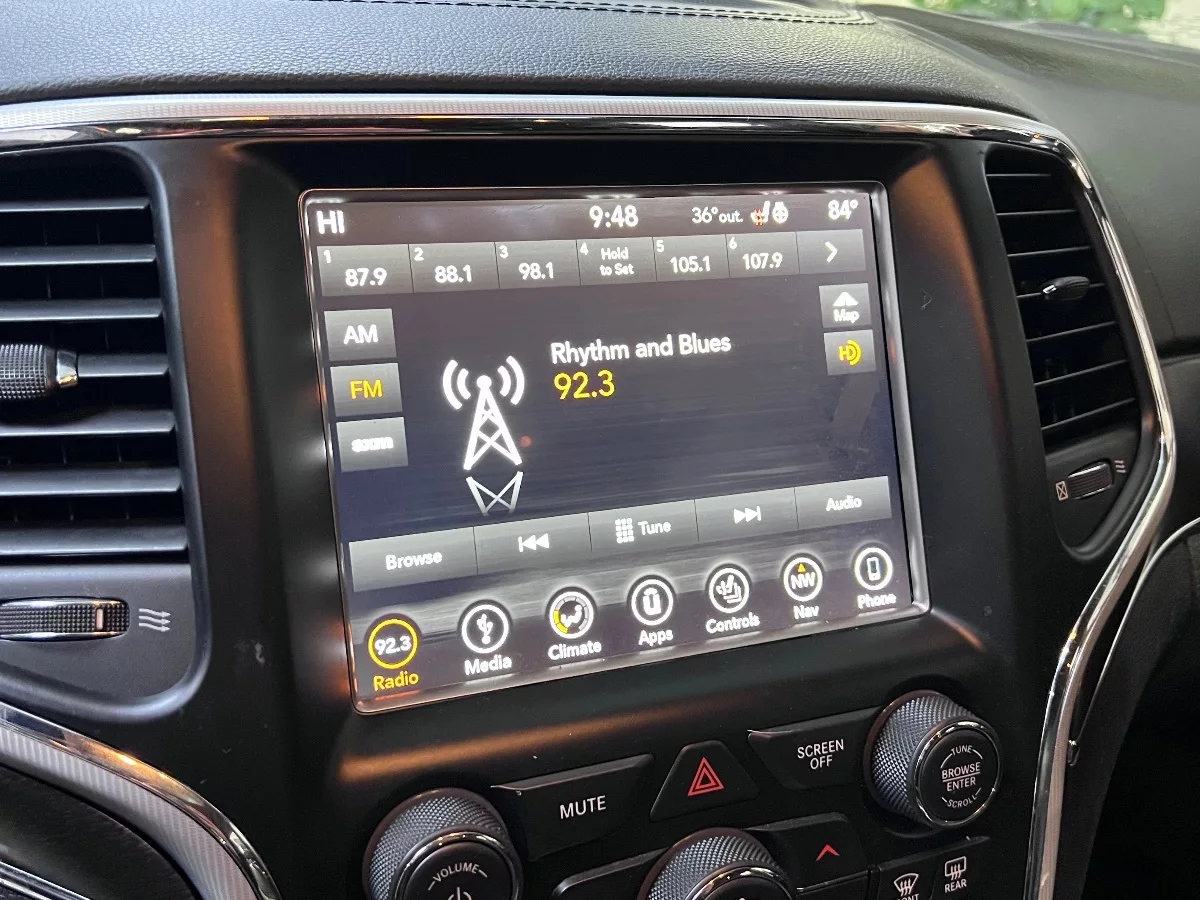 HI 9:48 36° out. 84°
1 87.9 2 88.1 3 98.1 4 Hold to Set 5 105.1 6 107.9
AM
Map
Rhythm and Blues
HD
FM
92.3
Browse Tune Audio
92.3 NW
Radio Media Climate Apps Controls Nav Phone
SCREEN
OFF
TUNE
BROWSE
ENTER
SCROLL
MUTE
VOLUME
REAR